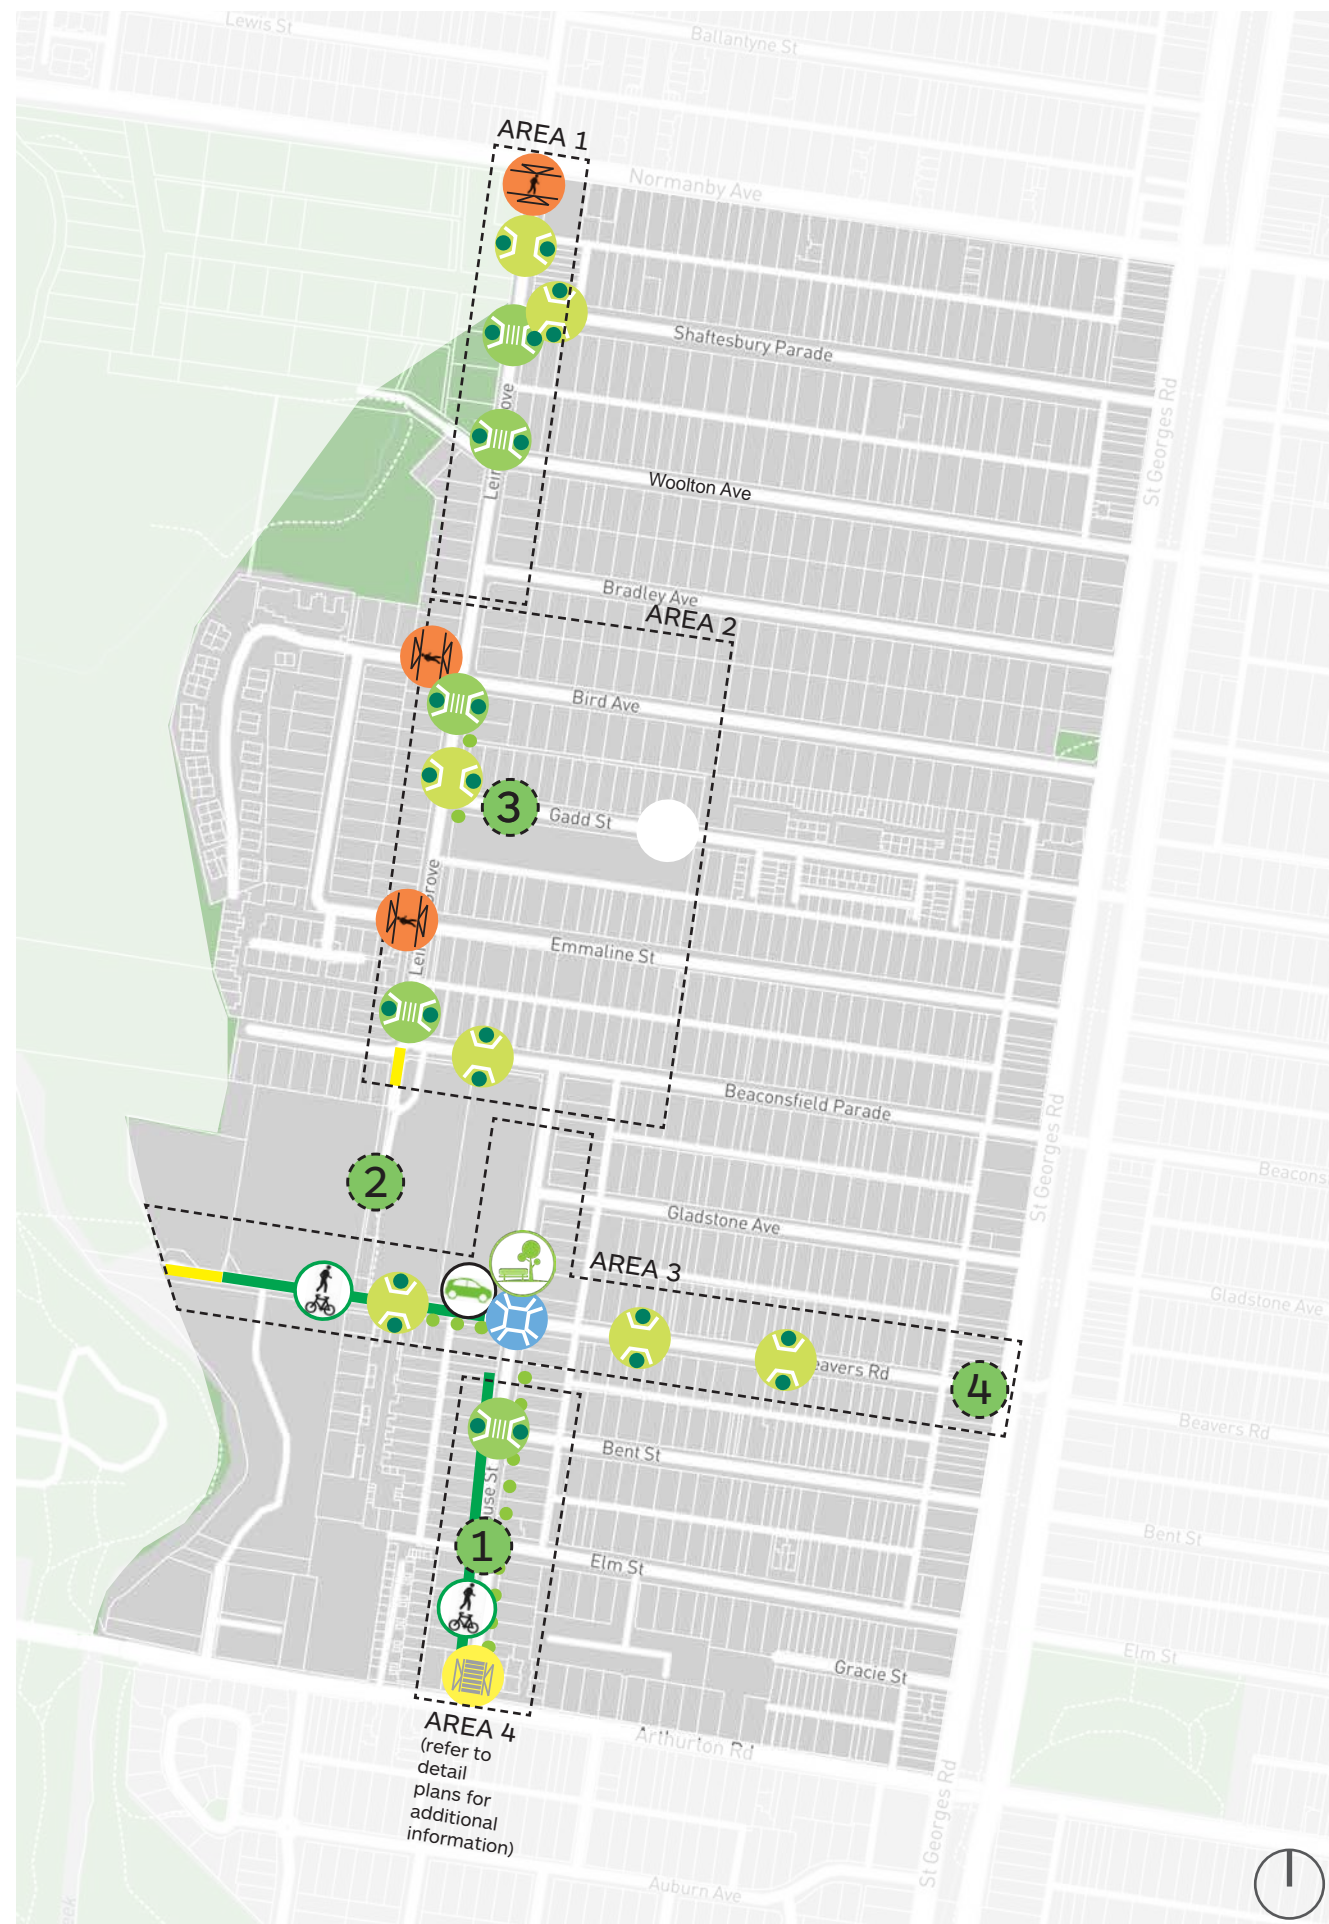 Lewis St
Ballantyne St
AREA 1
Normanby Ave
Shaftesbury Parade
St Georges Rd
Woolton Ave
Bradley Ave
AREA 2
Bird Ave
3
Gadd St
Emmaline St
Beaconsfield Parade
St Georges Rd
2
Gladstone Ave
AREA 3
Gladstone Ave
Beavers Rd
4
Bent St
Bent St
1
Elm St
Elm St
Gracie St
AREA 4
(refer to
detail
plans for
additional
information)
Arthurton Rd
St Georges Rd
Auburn Ave